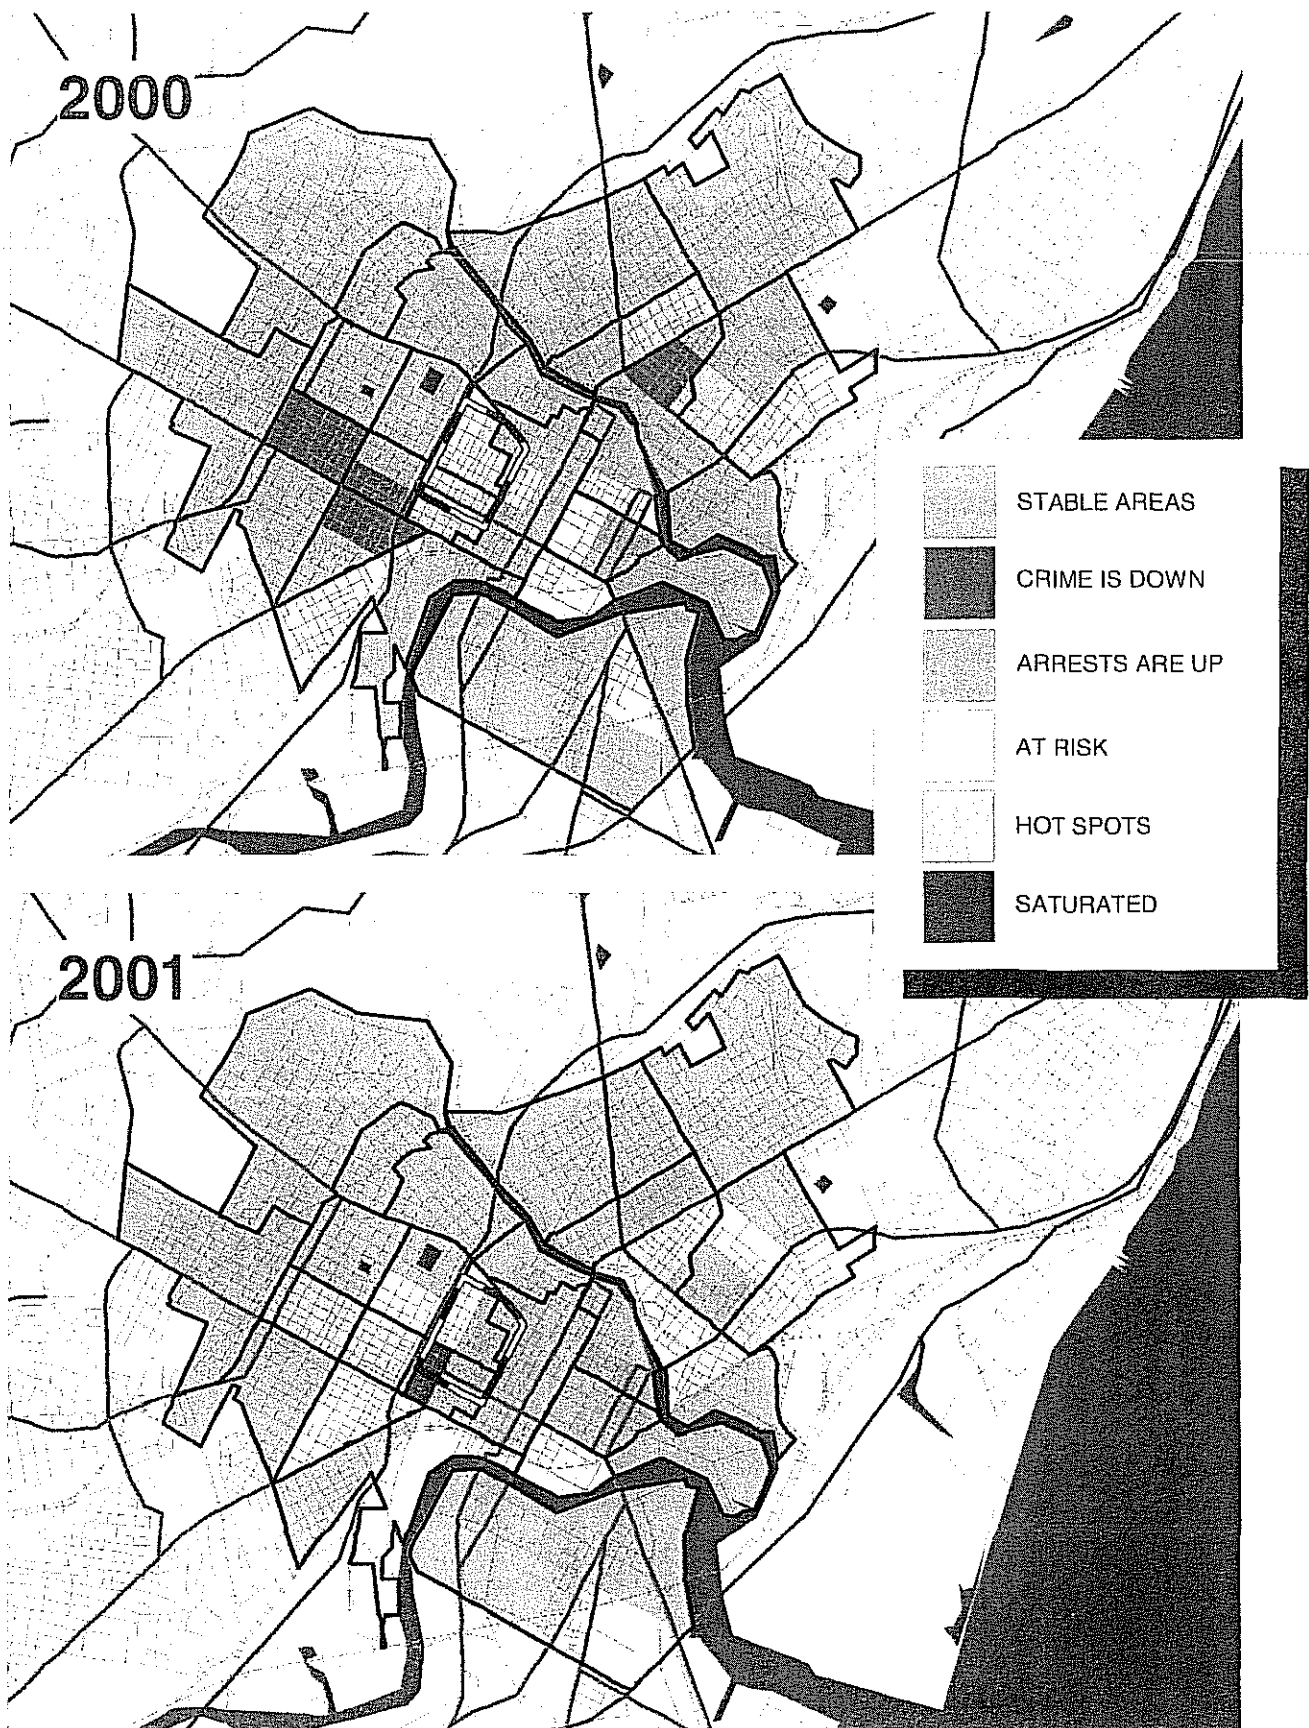 2000
STABLE AREAS
CRIME IS DOWN
ARRESTS ARE UP
AT RISK
HOT SPOTS
SATURATED
2001